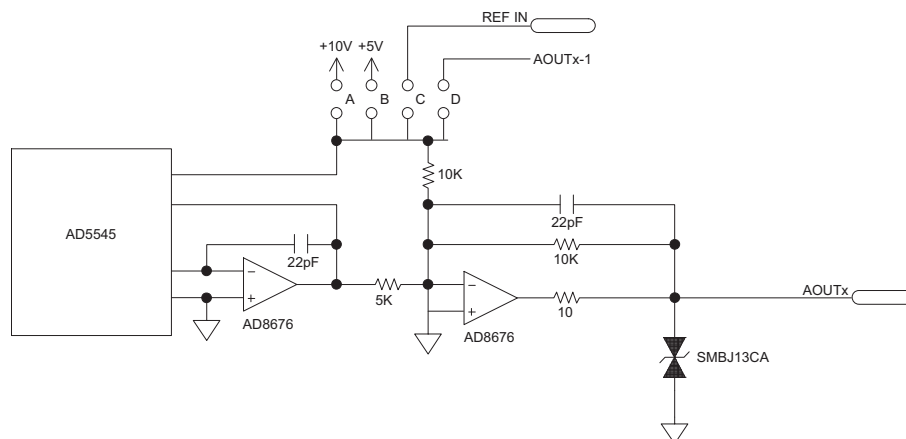 REF IN
+10V +5V
AOUTx-1
A B C D
10K
AD5545
22pF
22pF
10K
−
+
5K
−
+
10
AOUTx
AD8676
AD8676
SMBJ13CA